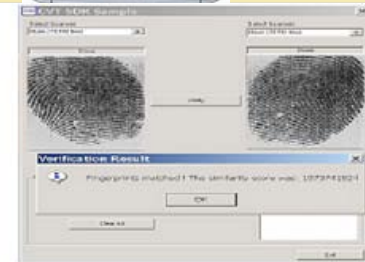 CVT SDK Sample
Select Scanner
Select Scanner
Verify
Verification Result
Fingerprints matched ! The similarity score was: 1073741824
OK
Clear All
Exit